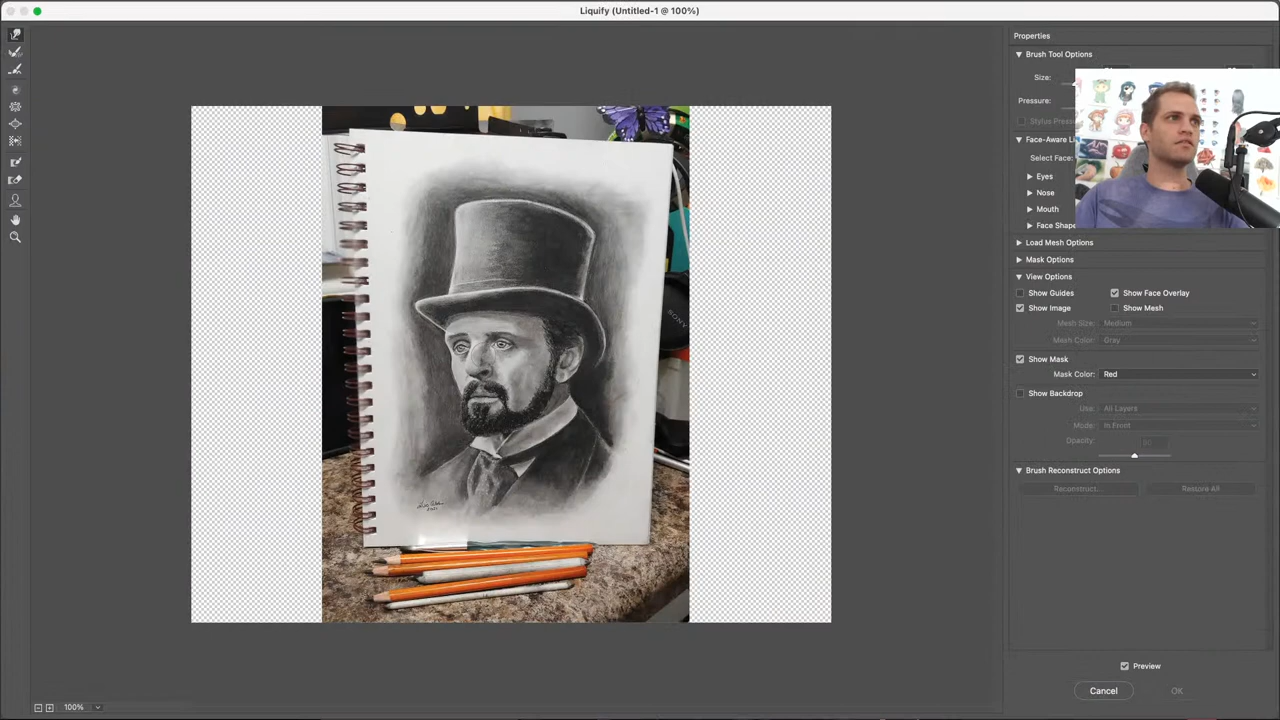 Liquify (Untitled-1 @ 100%)
Properties
Brush Tool Options
Size:
Pressure:
Stylus Press
Face-Aware Li
Select Face:
Eyes
Nose
Mouth
Face Shape
Load Mesh Options
Mask Options
View Options
Show Guides
Show Face Overlay
Show Image
Show Mesh
Mesh Size: Medium
Mesh Color: Gray
Show Mask
Mask Color: Red
Show Backdrop
Use: All Layers
Mode: In Front
Opacity:
Brush Reconstruct Options
Reconstruct... Restore All
SONY
Preview
Cancel OK
100%